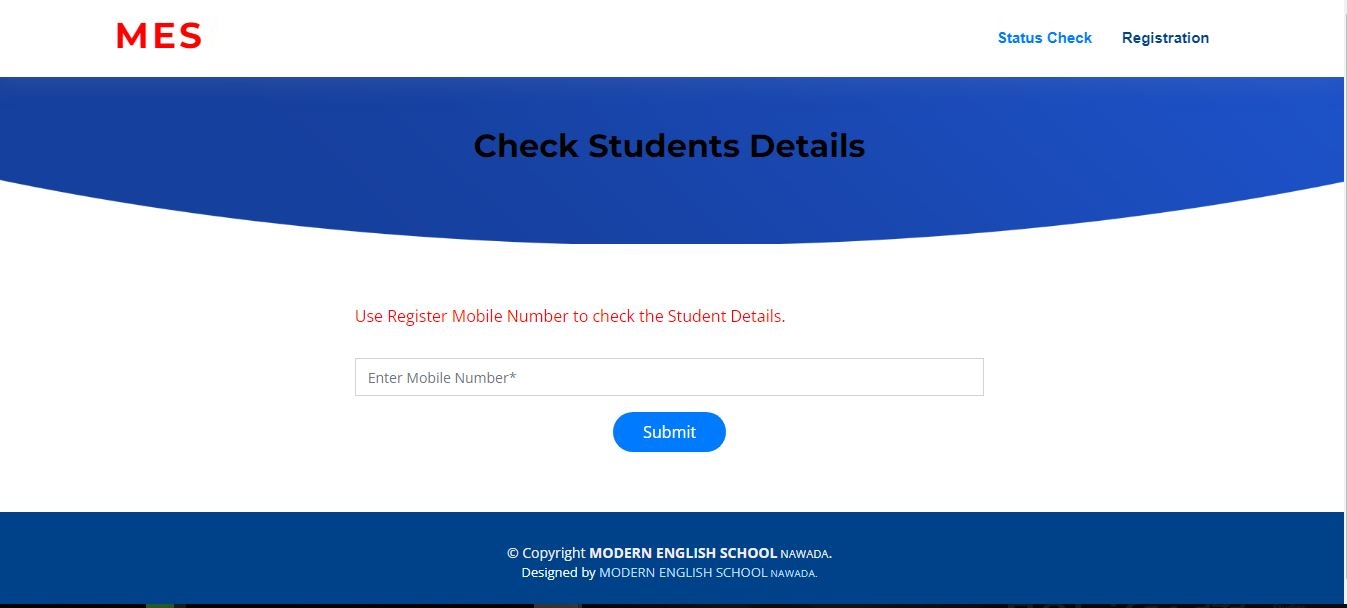 MES
Status Check Registration
Check Students Details
Use Register Mobile Number to check the Student Details.
Enter Mobile Number*
Submit
© Copyright MODERN ENGLISH SCHOOL NAWADA.
Designed by MODERN ENGLISH SCHOOL NAWADA.